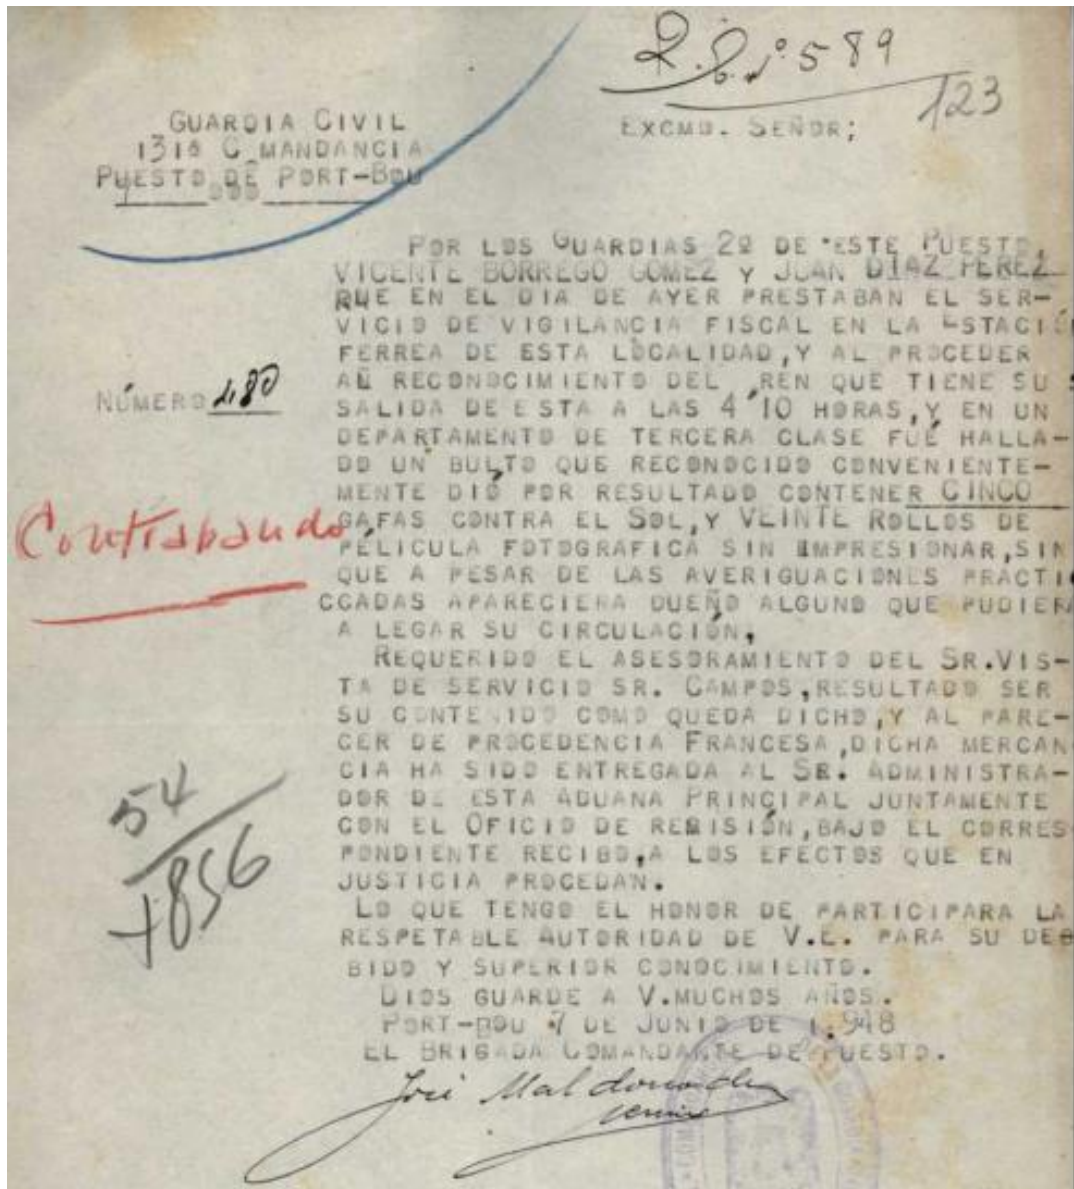 589
123
GUARDIA CIVIL
131ª C MANDANCIA
PUESTO DE PORT-BOU
EXCMO. SEÑOR;
POR LOS GUARDIAS 2º DE ESTE PUESTO,
VICENTE BORREGO GOMEZ Y JUAN DIAZ PEREZ
QUE EN EL DIA DE AYER PRESTABAN EL SER-
VICIO DE VIGILANCIA FISCAL EN LA ESTACIÓN
FERREA DE ESTA LOCALIDAD, Y AL PROCEDER
AL RECONOCIMIENTO DEL REN QUE TIENE SU S
NÚMERO 480
SALIDA DE ESTA A LAS 4'10 HORAS, Y EN UN
DEPARTAMENTO DE TERCERA CLASE FUÉ HALLA-
DO UN BULTO QUE RECONOCIDO CONVENIENTE-
MENTE DIÓ POR RESULTADO CONTENER CINCO
Contrabando
GAFAS CONTRA EL SOL, Y VEINTE ROLLOS DE
PÉLICULA FOTOGRAFICA SIN IMPRESIONAR, SIN
QUE A PESAR DE LAS AVERIGUACIONES PRACTI
CCADAS APARECIERA DUEÑO ALGUNO QUE PUDIERA
A LEGAR SU CIRCULACIÓN.
REQUERIDO EL ASESORAMIENTO DEL SR. VIS-
TA DE SERVICIO SR. CAMPOS, RESULTADO SER
SU CONTENIDO COMO QUEDA DICHO, Y AL PARE-
CER DE PROCEDENCIA FRANCESA, DICHA MERCAN
CIA HA SIDO ENTREGADA AL SR. ADMINISTRA-
DOR DE ESTA ADUANA PRINCIPAL JUNTAMENTE
CON EL OFICIO DE REMISIÓN, BAJO EL CORRES
PONDIENTE RECIBO, A LOS EFECTOS QUE EN
JUSTICIA PROCEDAN.
54
+856
LO QUE TENGO EL HONOR DE PARTICIPARA LA
RESPETABLE AUTORIDAD DE V.E. PARA SU DEB
BIDO Y SUPERIOR CONOCIMIENTO.
DIOS GUARDE A V. MUCHOS AÑOS.
PORT-BOU 7 DE JUNIO DE 1.948
EL BRIGADA COMANDANTE DE PUESTO.
José Maldonado